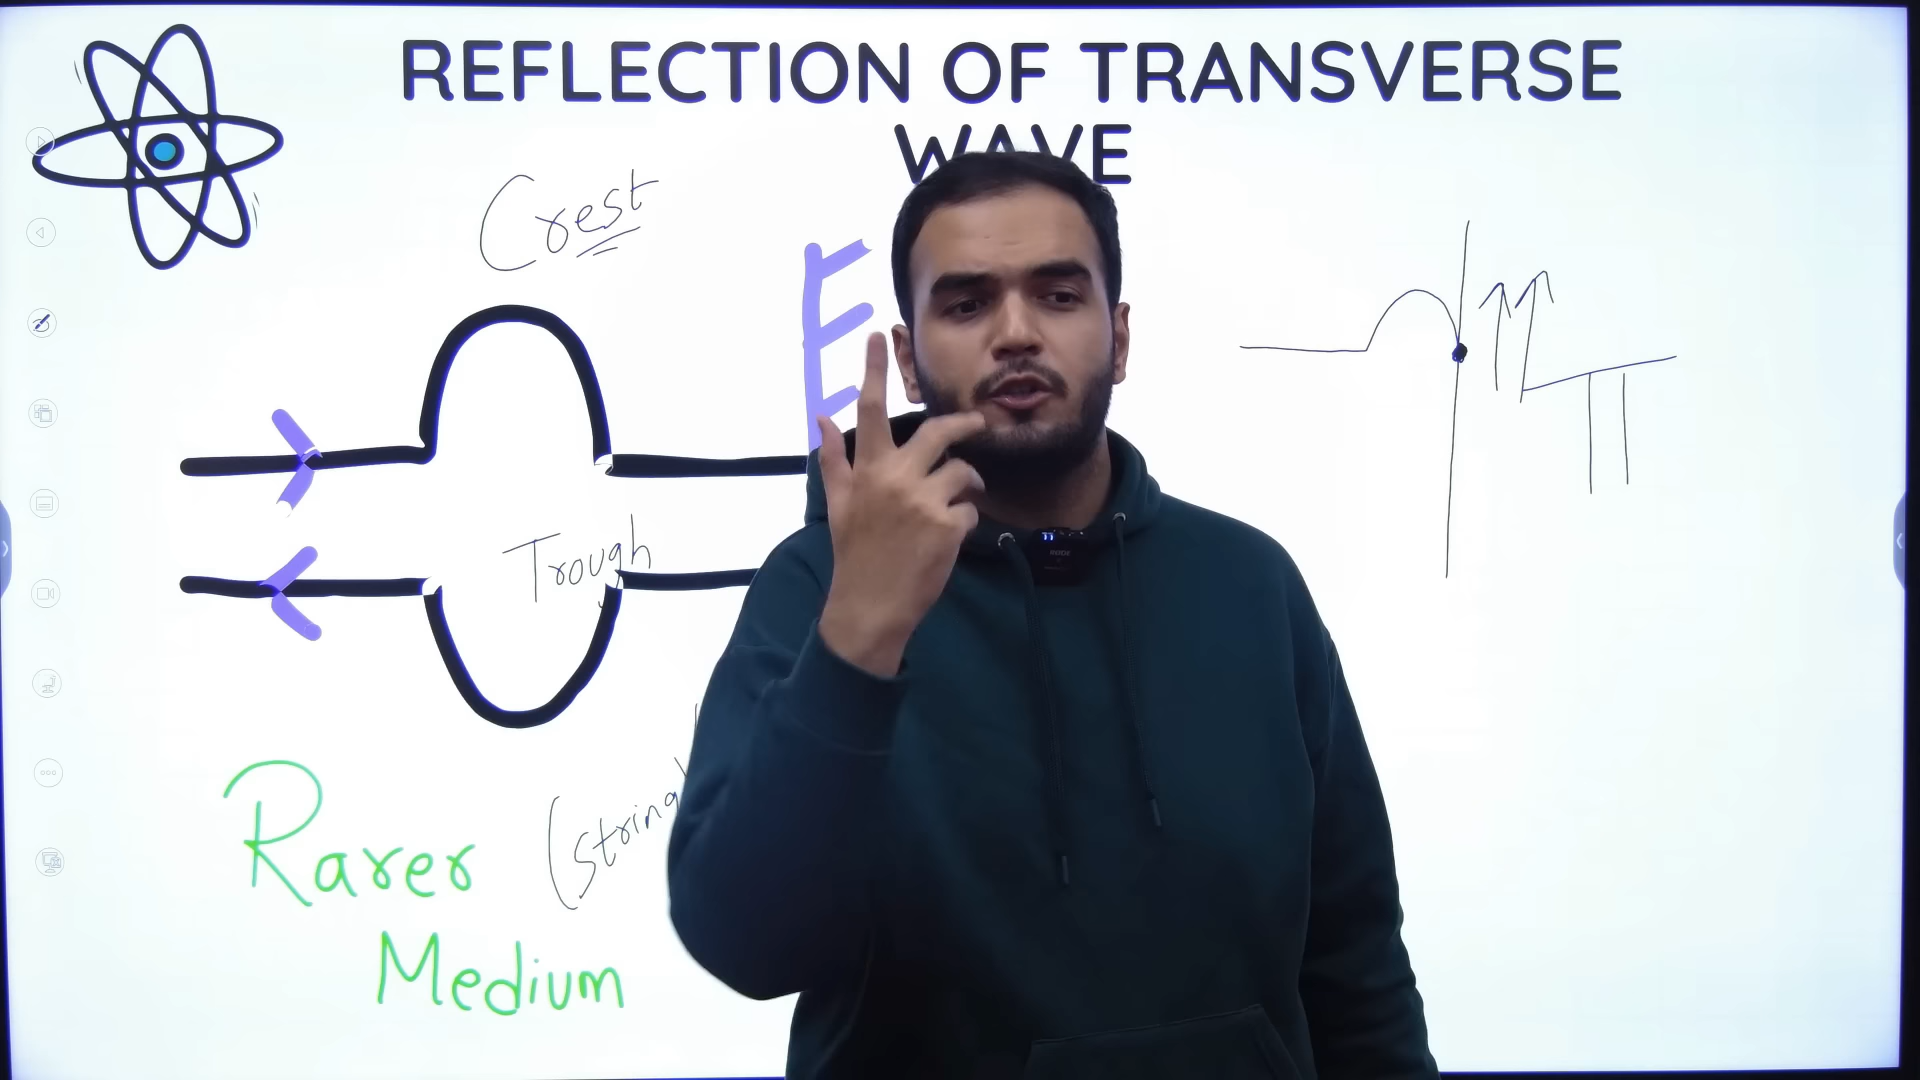 REFLECTION OF TRANSVERSE
WAVE
Crest
Trough
Rarer (string
Medium